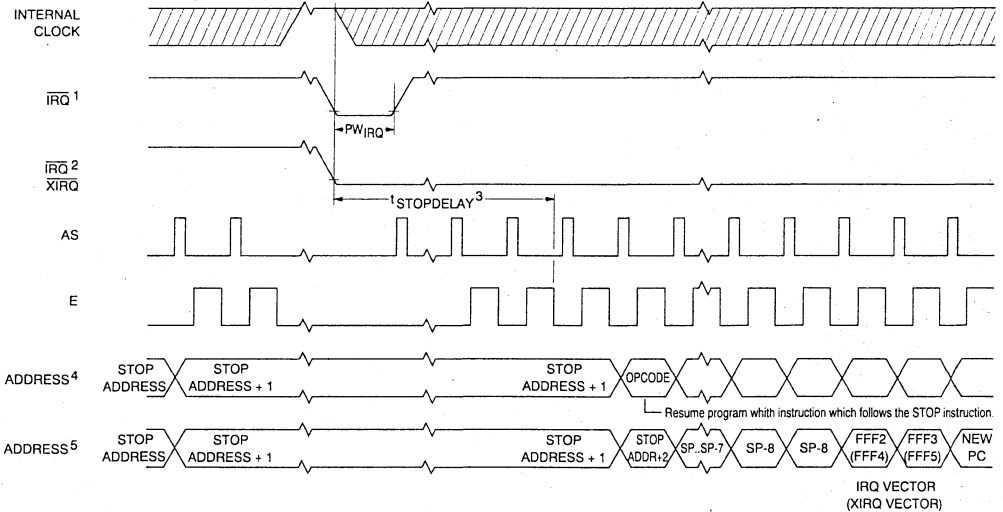 INTERNAL
CLOCK
IRQ 1
PWIRQ
IRQ 2
XIRQ
tSTOPDELAY3
AS
E
ADDRESS4
STOP
ADDRESS
STOP
ADDRESS + 1
STOP
ADDRESS + 1
OPCODE
Resume program whith instruction which follows the STOP instruction.
ADDRESS5
STOP
ADDRESS
STOP
ADDRESS + 1
STOP
ADDRESS + 1
STOP
ADDR+2
SP..SP-7
SP-8
SP-8
FFF2
(FFF4)
FFF3
(FFF5)
NEW
PC
IRQ VECTOR
(XIRQ VECTOR)